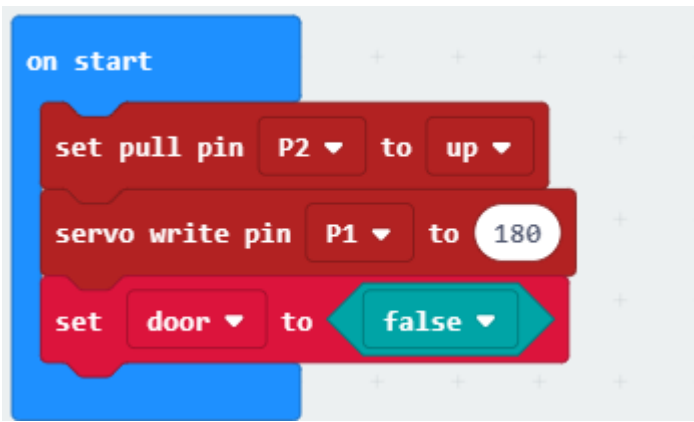 on start
set pull pin P2 to up
servo write pin P1 to 180
set door to false